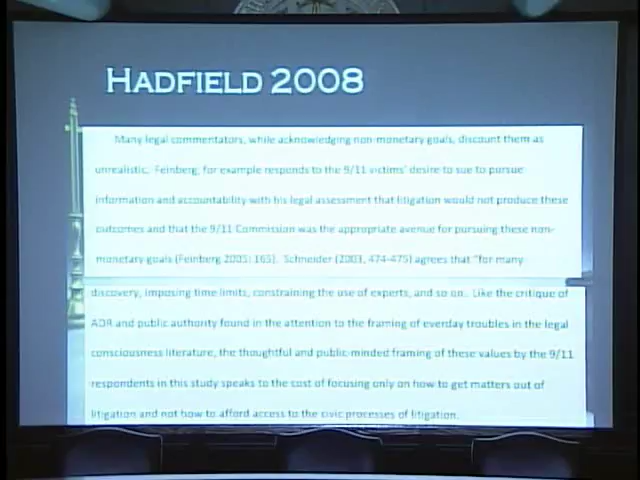 HADFIELD 2008
Many legal commentators, while acknowledging non-monetary goals, discount them as
unrealistic. Feinberg, for example responds to the 9/11 victims' desire to sue to pursue
information and accountability with his legal assessment that litigation would not produce these
outcomes and that the 9/11 Commission was the appropriate avenue for pursuing these non-
monetary goals (Feinberg 2005: 165). Schneider (2003, 474-475) agrees that "for many
discovery, imposing time limits, constraining the use of experts, and so on. Like the critique of
ADR and public authority found in the attention to the framing of everday troubles in the legal
consciousness literature, the thoughtful and public-minded framing of these values by the 9/11
respondents in this study speaks to the cost of focusing only on how to get matters out of
litigation and not how to afford access to the civic processes of litigation.